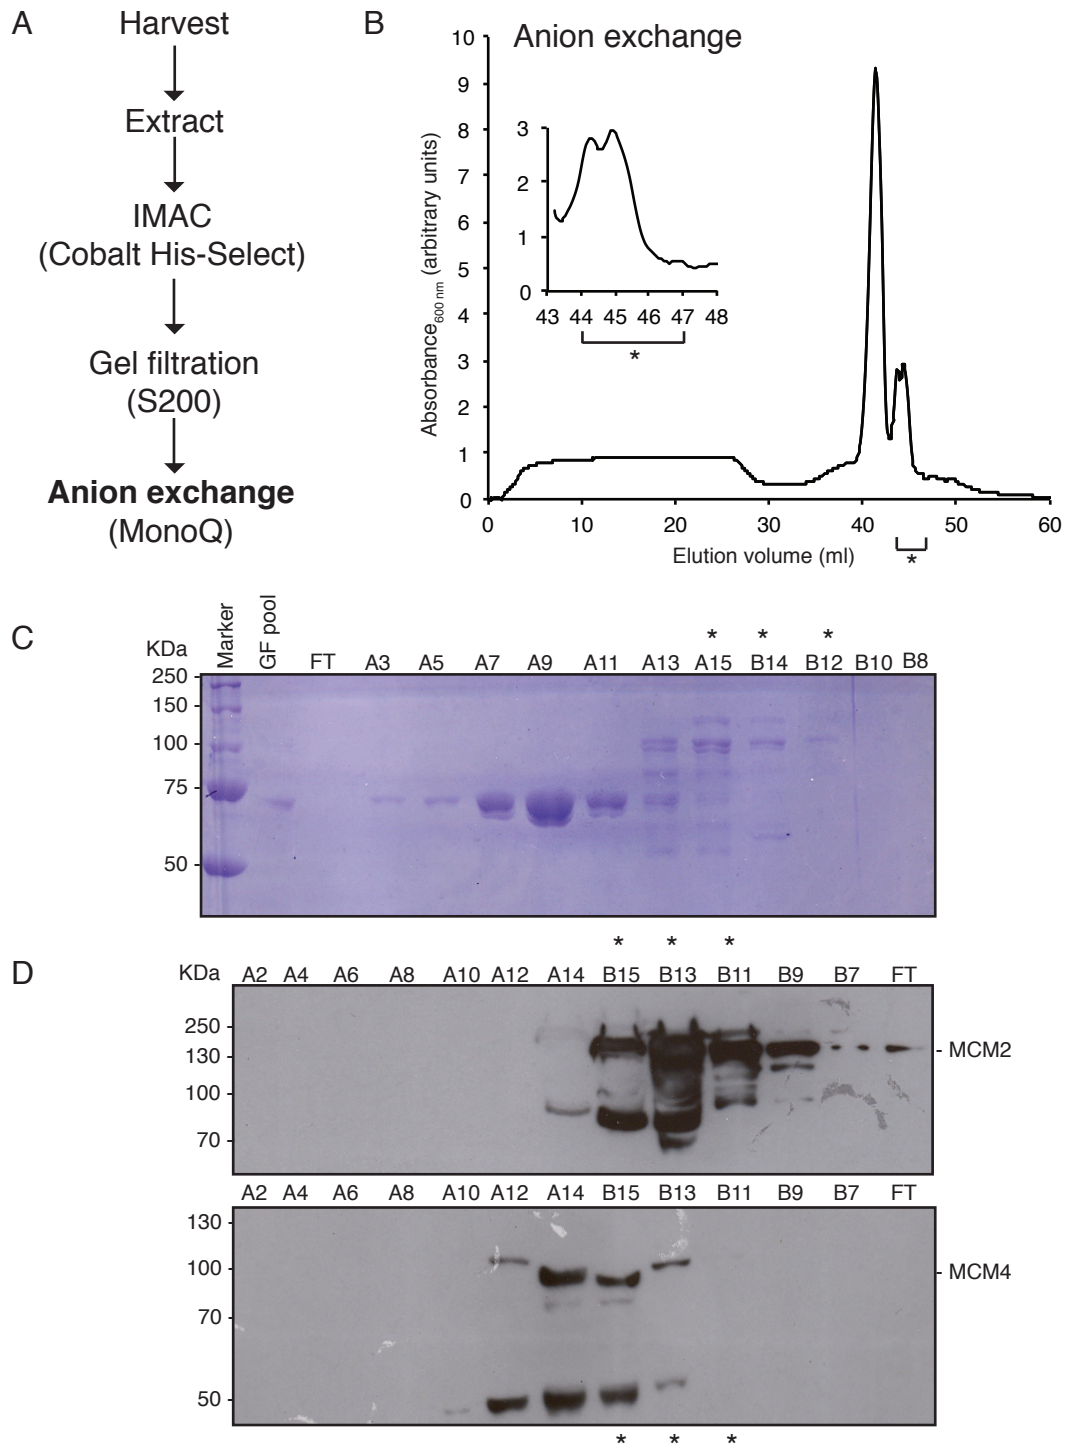 A
Harvest
Extract
IMAC
(Cobalt His-Select)
Gel filtration
(S200)
Anion exchange
(MonoQ)
B
Anion exchange
Absorbance600 nm (arbitrary units)
10
9
8
7
6
5
4
3
2
1
0
0 10 20 30 40 50 60
*
Elution volume (ml)
3
2
1
0
43 44 45 46 47 48
*
C
KDa
Marker
GF pool
FT A3 A5 A7 A9 A11 A13 A15 B14 B12 B10 B8
* * *
250
150
100
75
50
D
* * *
KDa A2 A4 A6 A8 A10 A12 A14 B15 B13 B11 B9 B7 FT
250
130
100
70
- MCM2
A2 A4 A6 A8 A10 A12 A14 B15 B13 B11 B9 B7 FT
130
100
70
50
- MCM4
* * *